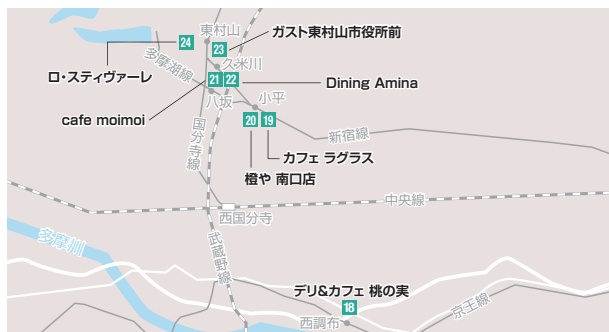 東村山
24
23
ガスト東村山市役所前
ロ・スティヴァーレ
多摩湖線
久米川
21
22
Dining Amina
cafe moimoi
八坂
小平
国分寺線
20
19
新宿線
カフェ ラグラス
橙や 南口店
中央線
西国分寺
多摩川
武蔵野線
デリ&カフェ 桃の実
18
京王線
西調布